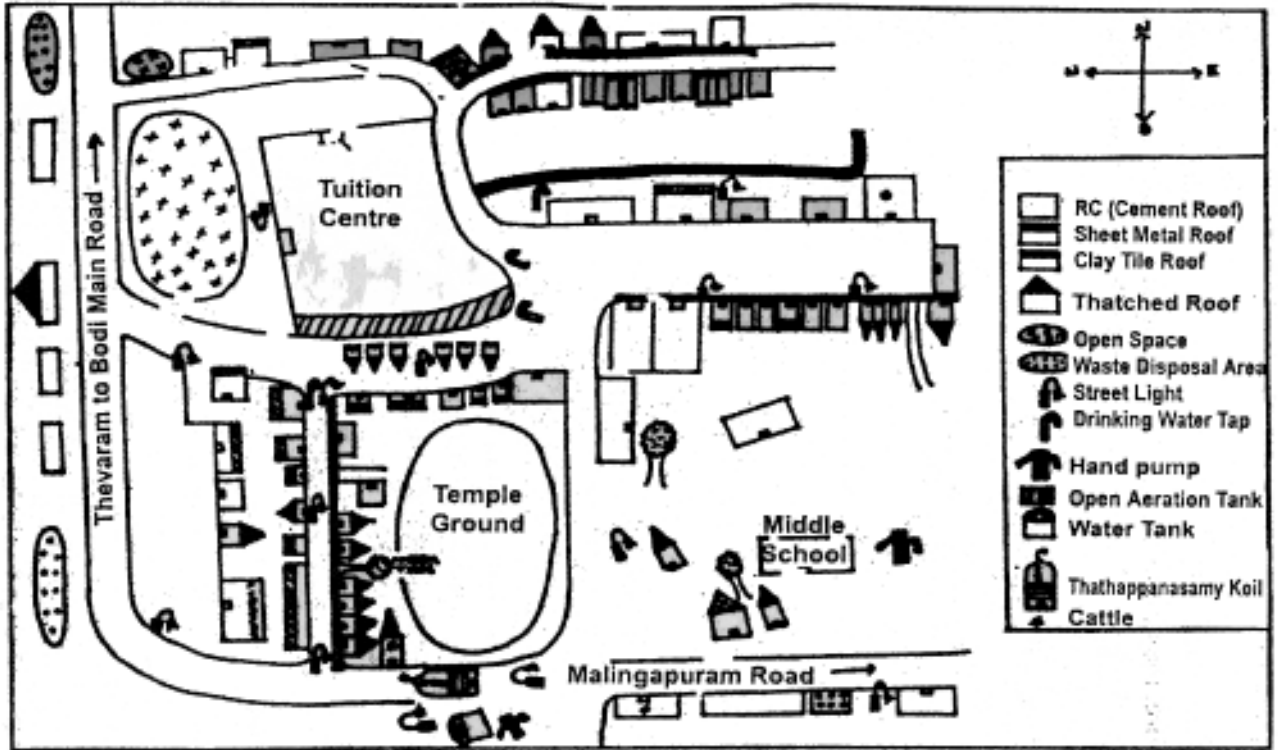 Thevaram to Bodi Main Road
Tuition
Centre
Temple
Ground
Middle
School
Malingapuram Road
RC (Cement Roof)
Sheet Metal Roof
Clay Tile Roof
Thatched Roof
Open Space
Waste Disposal Area
Street Light
Drinking Water Tap
Hand pump
Open Aeration Tank
Water Tank
Thathappanasamy Koil
Cattle